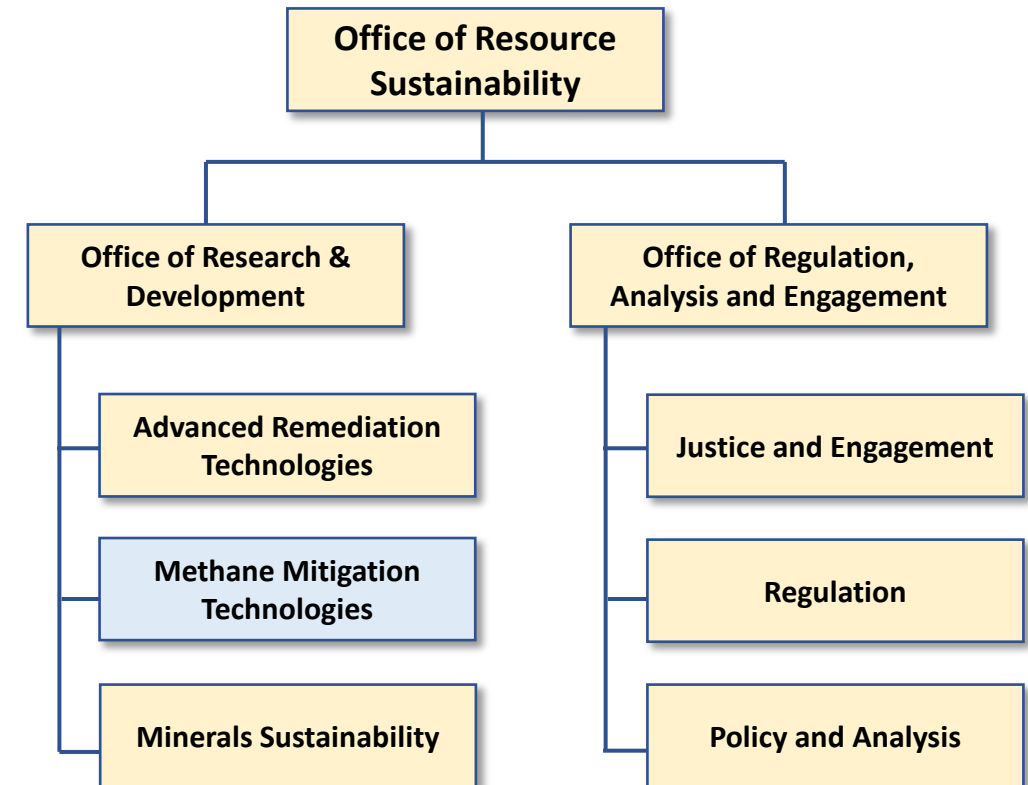 Office of Resource
Sustainability
Office of Research &
Development
Office of Regulation,
Analysis and Engagement
Advanced Remediation
Technologies
Justice and Engagement
Methane Mitigation
Technologies
Regulation
Minerals Sustainability
Policy and Analysis